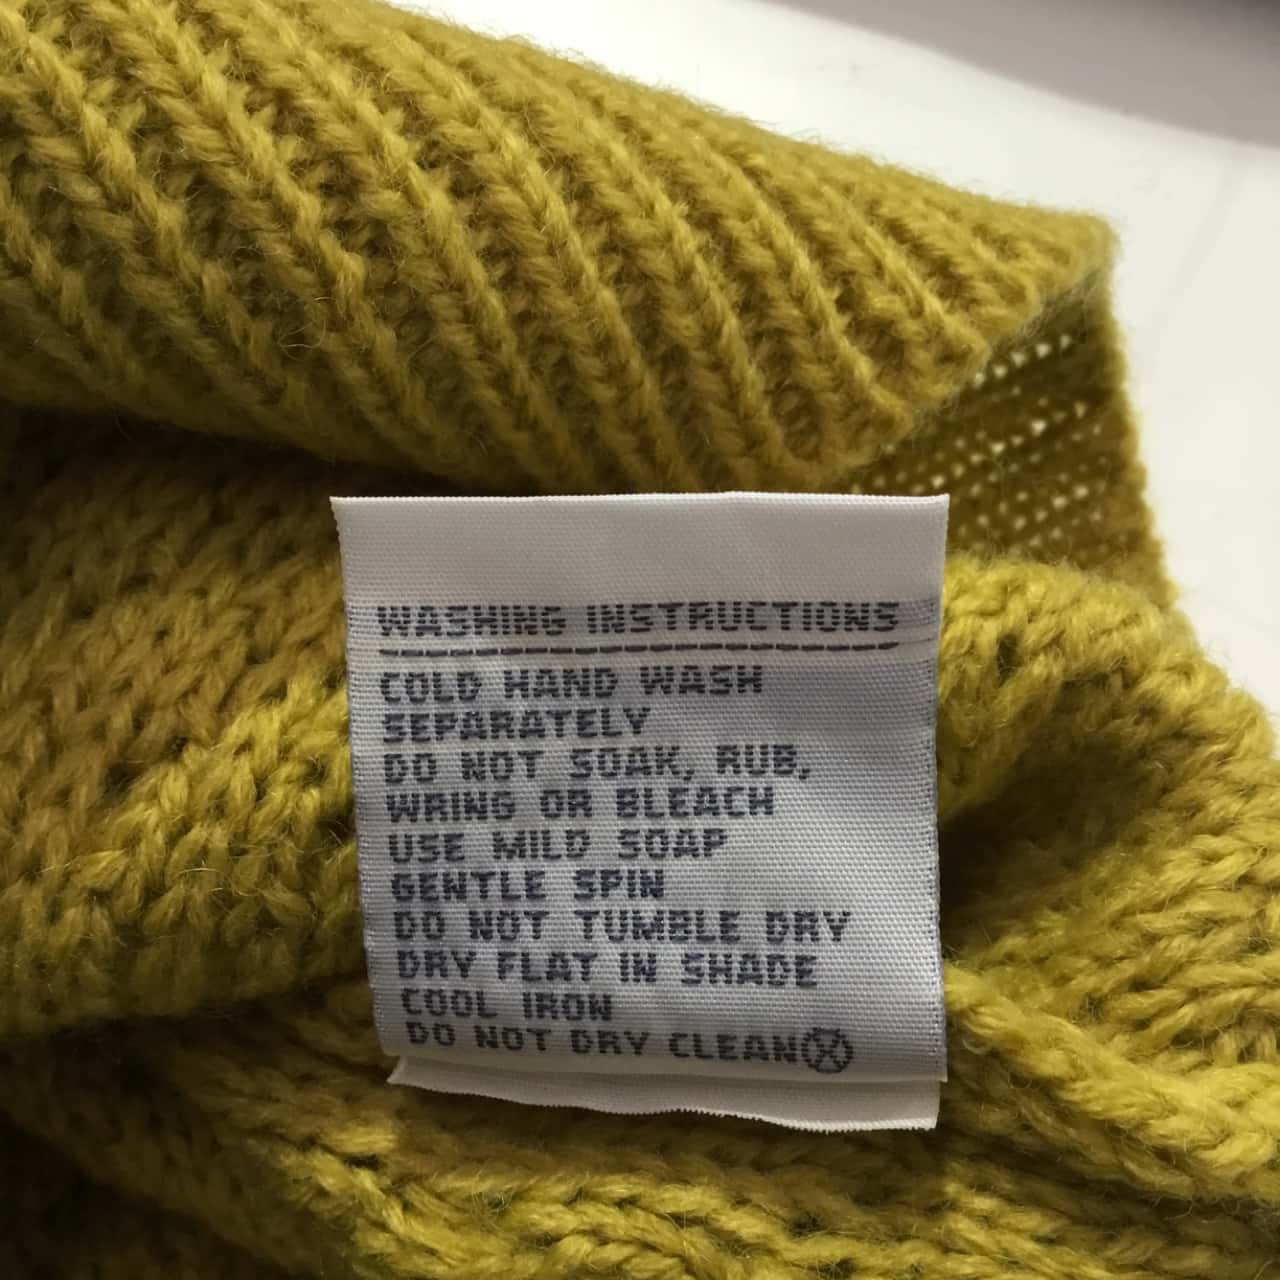 WASHING INSTRUCTIONS
COLD HAND WASH
SEPARATELY
DO NOT SOAK, RUB,
WRING OR BLEACH
USE MILD SOAP
GENTLE SPIN
DO NOT TUMBLE DRY
DRY FLAT IN SHADE
COOL IRON
DO NOT DRY CLEAN